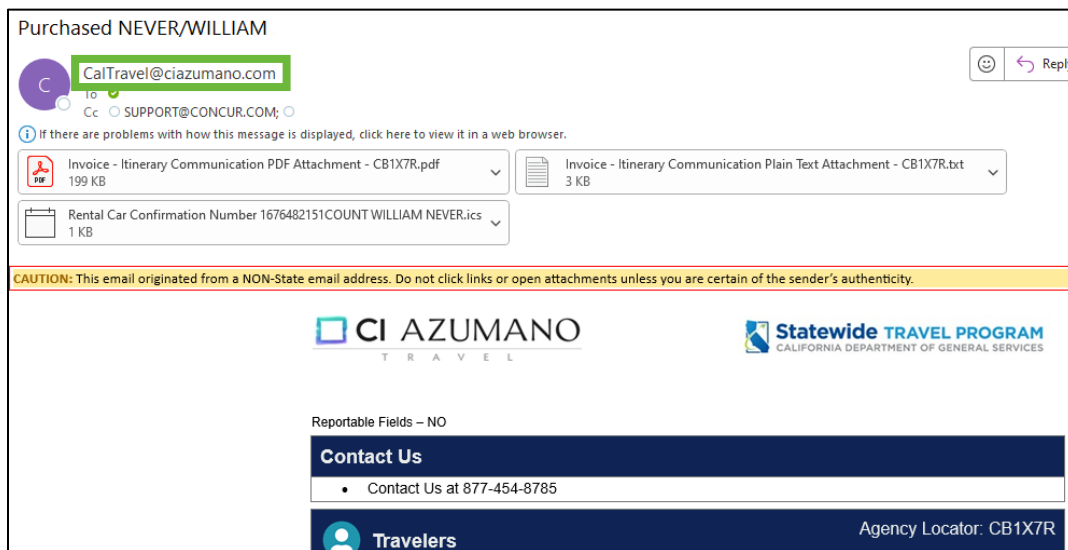 Purchased NEVER/WILLIAM
C
CalTravel@ciazumano.com
To
Cc SUPPORT@CONCUR.COM;
Reply
If there are problems with how this message is displayed, click here to view it in a web browser.
Invoice - Itinerary Communication PDF Attachment - CB1X7R.pdf
199 KB
Invoice - Itinerary Communication Plain Text Attachment - CB1X7R.txt
3 KB
Rental Car Confirmation Number 1676482151COUNT WILLIAM NEVER.ics
1 KB
CAUTION: This email originated from a NON-State email address. Do not click links or open attachments unless you are certain of the sender's authenticity.
CI AZUMANO
TRAVEL
Statewide TRAVEL PROGRAM
CALIFORNIA DEPARTMENT OF GENERAL SERVICES
Reportable Fields – NO
Contact Us
• Contact Us at 877-454-8785
Travelers
Agency Locator: CB1X7R